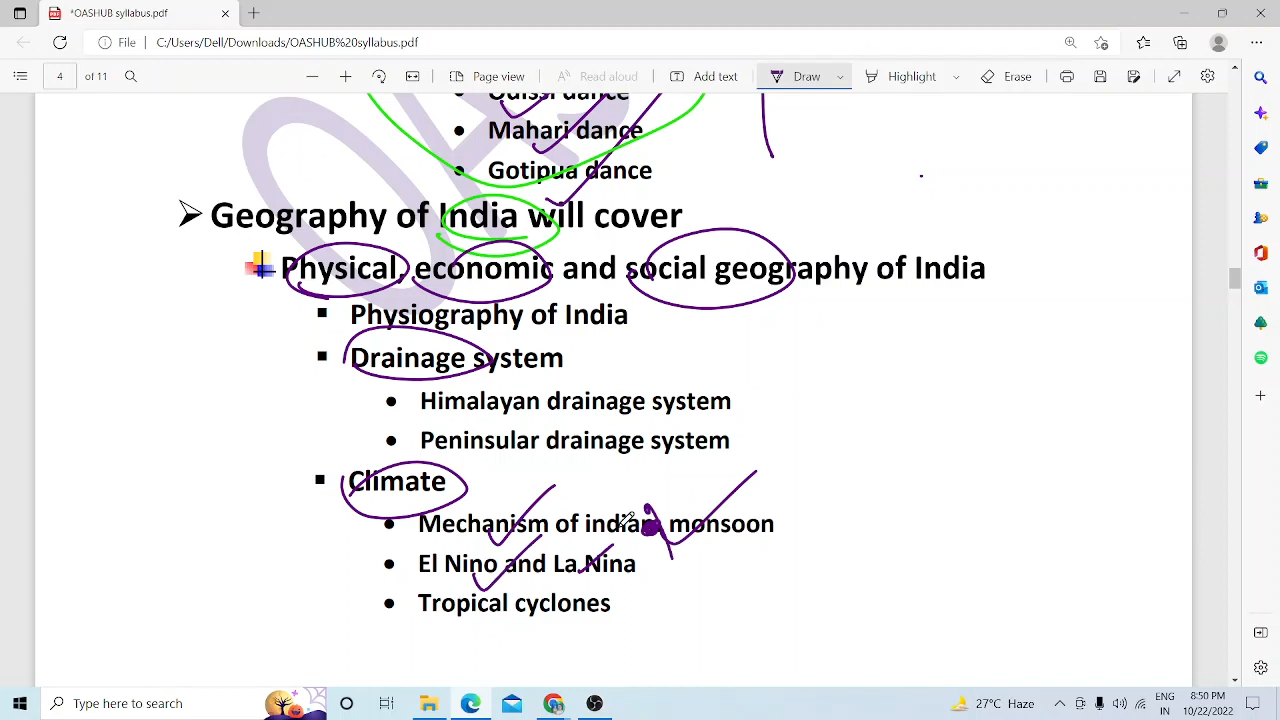 *OASHUB syllabus.pdf
File C:/Users/Dell/Downloads/OASHUB%20syllabus.pdf
4 of 11 Page view Read aloud Add text Draw Highlight Erase
• Odissi dance
• Mahari dance
• Gotipua dance
Geography of India will cover
Physical, economic and social geography of India
Physiography of India
Drainage system
• Himalayan drainage system
• Peninsular drainage system
Climate
• Mechanism of indian monsoon
• El Nino and La Nina
• Tropical cyclones
Type here to search 27°C Haze ENG 8:50 PM
IN 10/22/2022